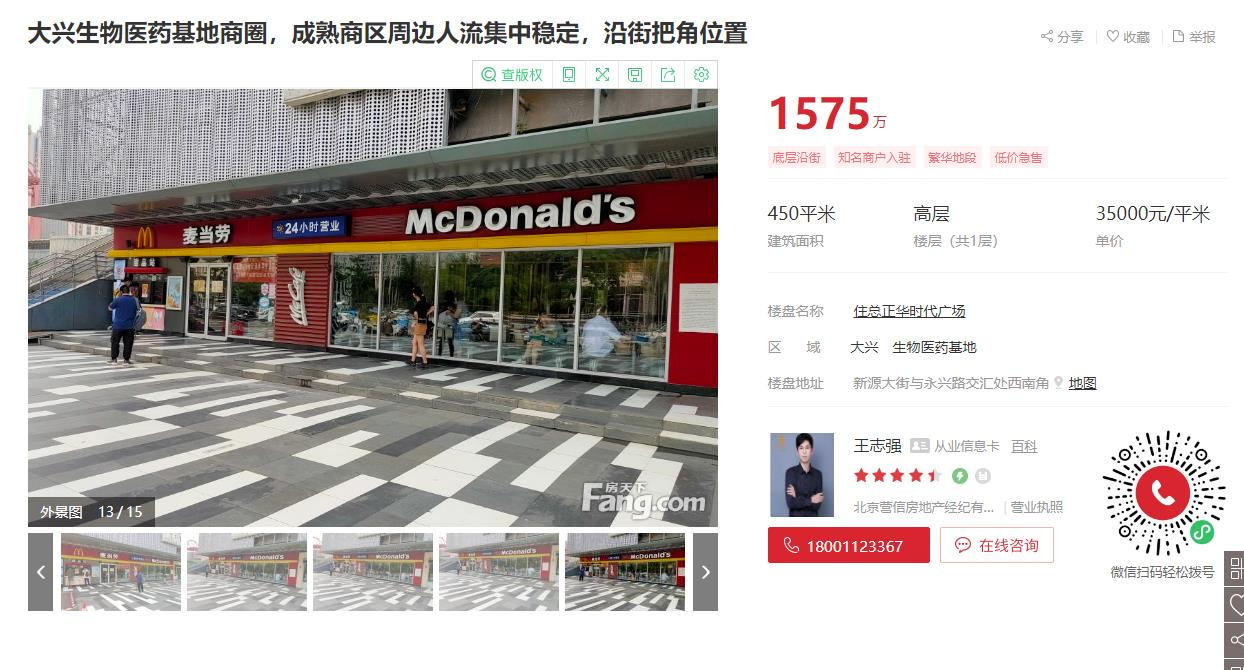 大兴生物医药基地商圈，成熟商区周边人流集中稳定，沿街把角位置
分享 收藏 举报
查版权
麦当劳
24小时营业
McDonald's
甜品站
房天下
Fang.com
外景图 13 / 15
1575万
底层沿街 知名商户入驻 繁华地段 低价急售
450平米 高层 35000元/平米
建筑面积 楼层（共1层） 单价
楼盘名称 住总正华时代广场
区 域 大兴 生物医药基地
楼盘地址 新源大街与永兴路交汇处西南角 地图
王志强 从业信息卡 百科
北京营信房地产经纪有... 营业执照
18001123367 在线咨询
微信扫码轻松拨号